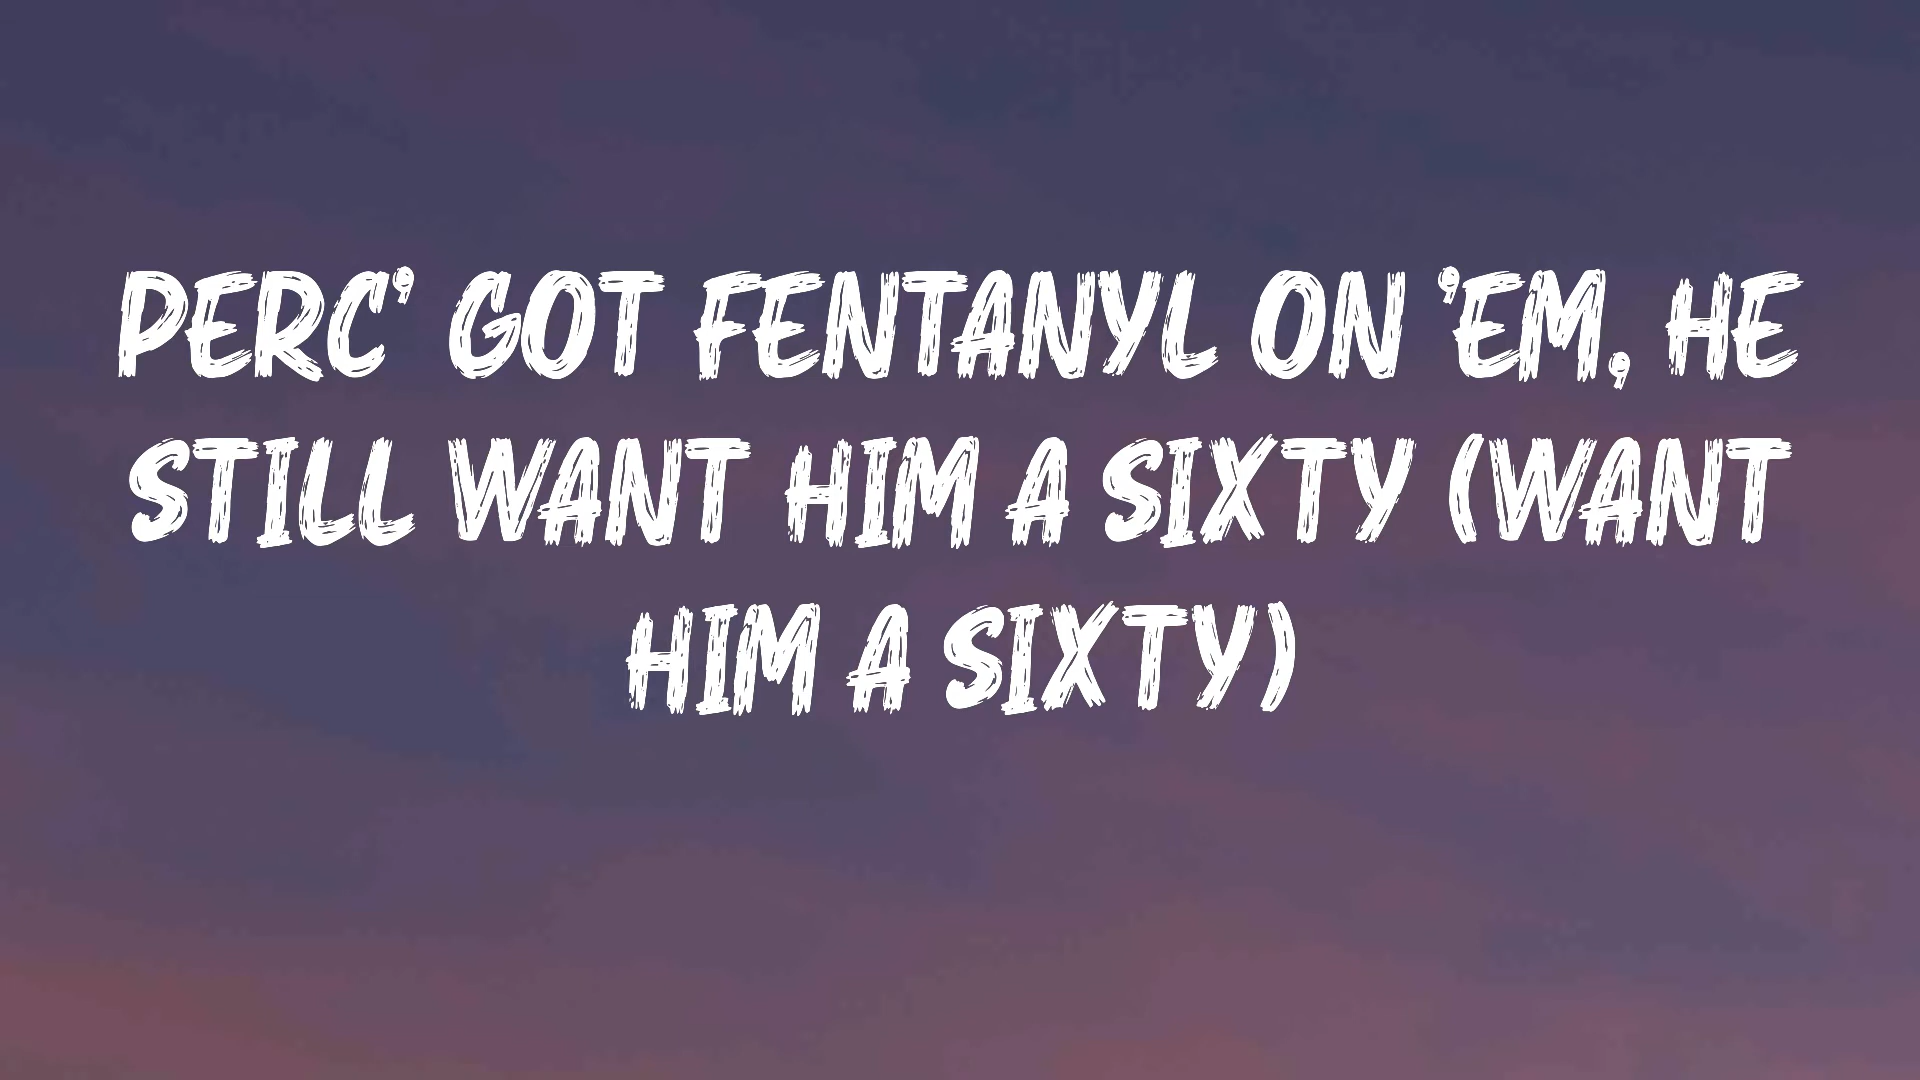 PERC' GOT FENTANYL ON 'EM, HE
STILL WANT HIM A SIXTY (WANT
HIM A SIXTY)